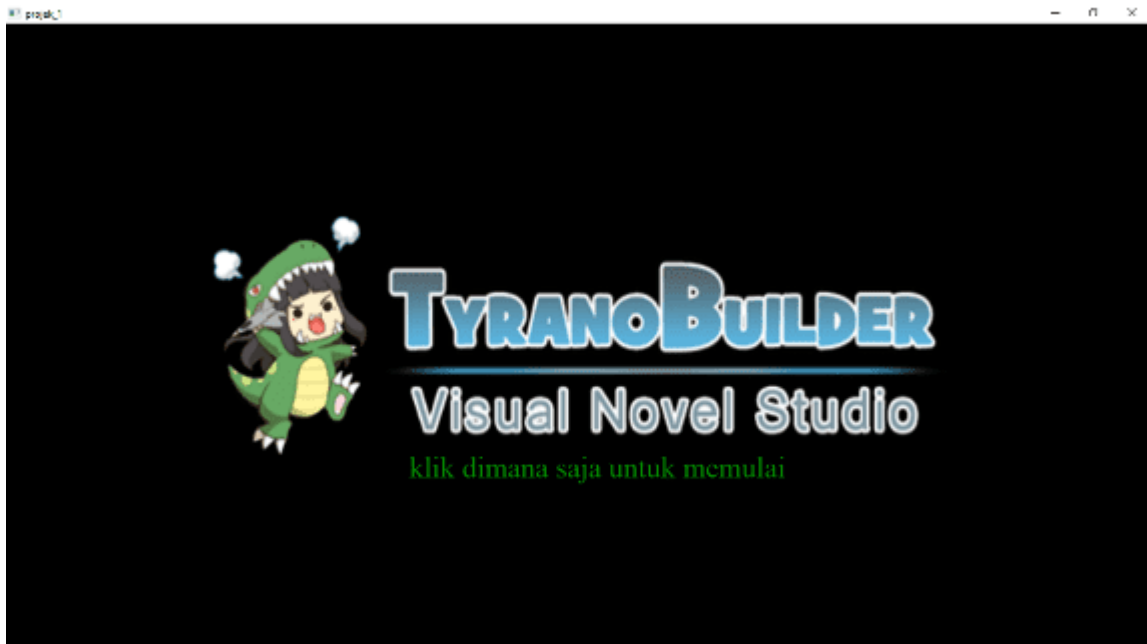 projek_1
TYRANOBUILDER
Visual Novel Studio
klik dimana saja untuk memulai